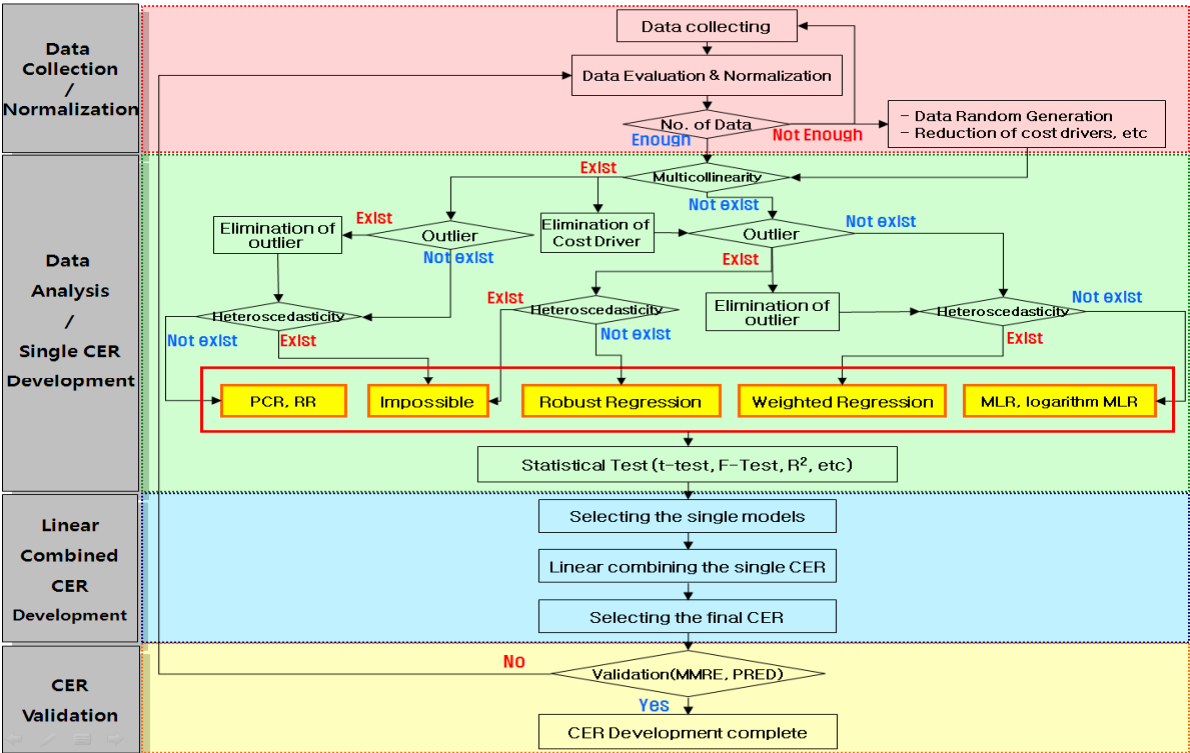 Data
Collection
/
Normalization
Data collecting
Data Evaluation & Normalization
No. of Data
Not Enough
Enough
– Data Random Generation
– Reduction of cost drivers, etc
Data
Analysis
/
Single CER
Development
Multicollinearity
Exist
Not exist
Elimination of
outlier
Exist
Outlier
Not exist
Elimination of
Cost Driver
Outlier
Not exist
Exist
Heteroscedasticity
Not exist
Exist
Exist
Heteroscedasticity
Not exist
Elimination of
outlier
Heteroscedasticity
Not exist
Exist
PCR, RR
Impossible
Robust Regression
Weighted Regression
MLR, logarithm MLR
Statistical Test (t-test, F-Test, R², etc)
Linear
Combined
CER
Development
Selecting the single models
Linear combining the single CER
Selecting the final CER
CER
Validation
No
Validation(MMRE, PRED)
Yes
CER Development complete